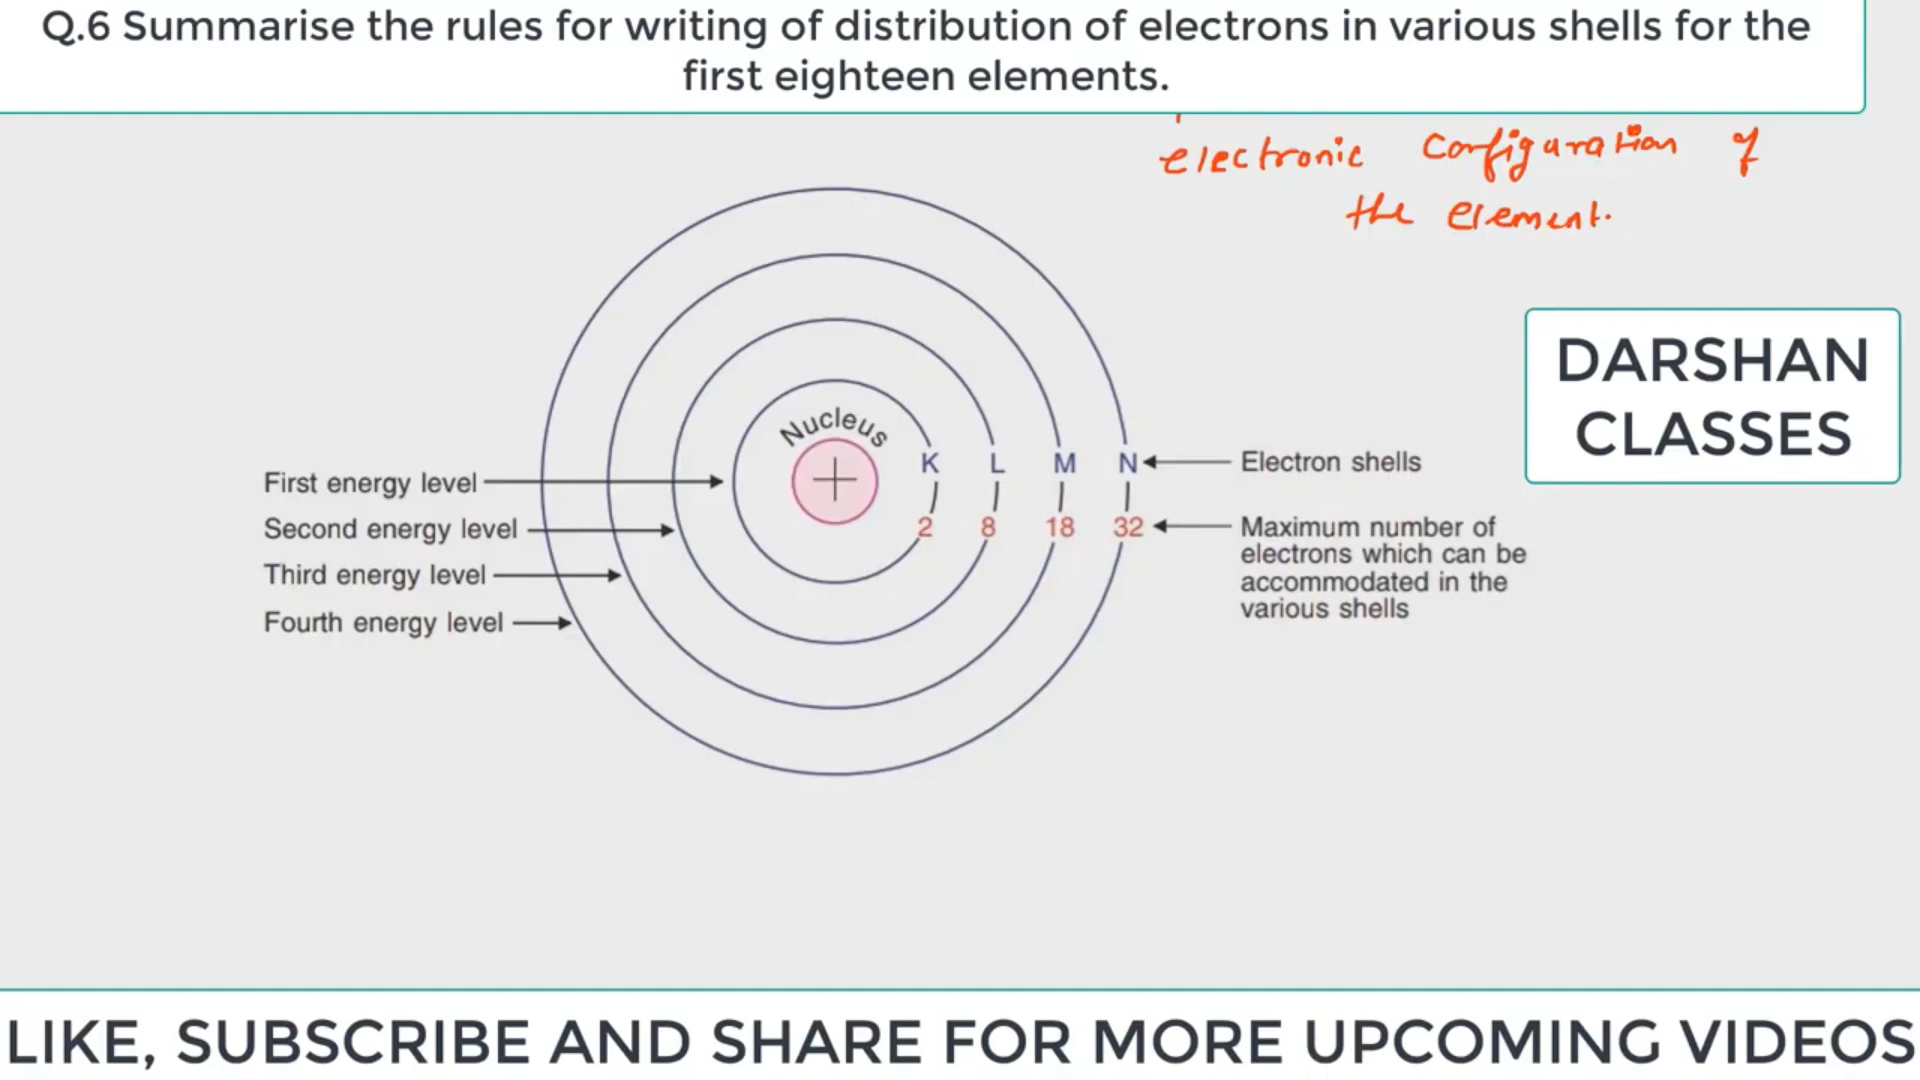 Q.6 Summarise the rules for writing of distribution of electrons in various shells for the
first eighteen elements.
electronic configuration of
the element.
DARSHAN
CLASSES
Nucleus
K L M N
Electron shells
First energy level
Second energy level
Third energy level
Fourth energy level
2 8 18 32
Maximum number of
electrons which can be
accommodated in the
various shells
LIKE, SUBSCRIBE AND SHARE FOR MORE UPCOMING VIDEOS